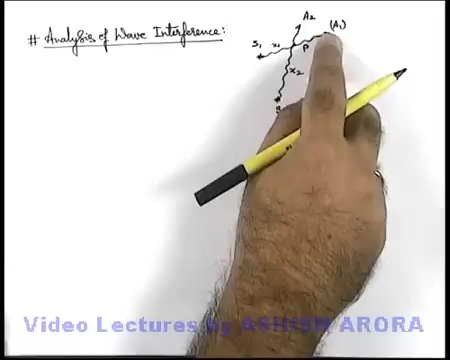 # Analysis of Wave Interference:
A₂
(A₁)
S₁ x₁ P
x₂
Video Lectures by ASHISH ARORA